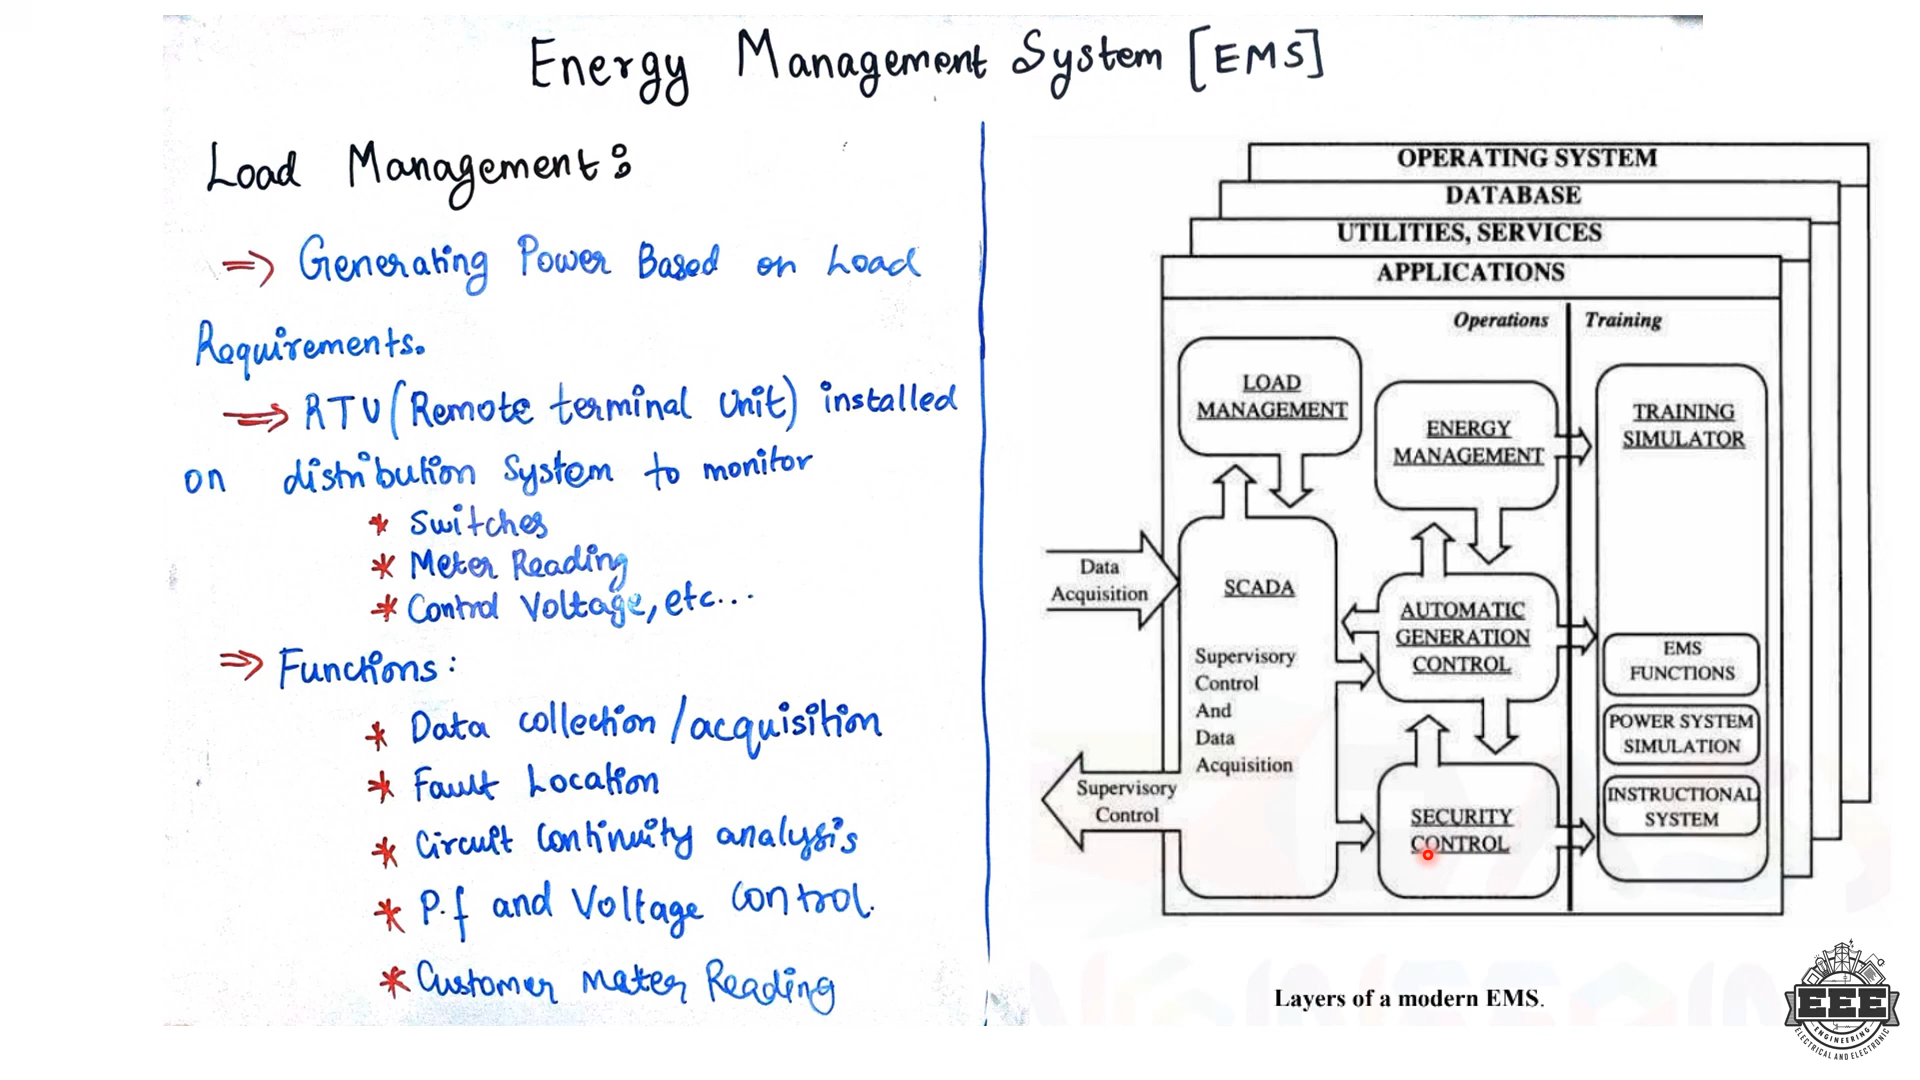 Energy Management System [EMS]
Load Management:
⇒ Generating Power Based on Load
Requirements.
⇒ RTU (Remote terminal Unit) installed
on distribution System to monitor
* Switches
* Meter Reading
* Control Voltage, etc...
⇒ Functions:
* Data collection/acquisition
* Fault Location
* Circuit Continuity analysis
* P.f and Voltage Control.
* Customer meter Reading
OPERATING SYSTEM
DATABASE
UTILITIES, SERVICES
APPLICATIONS
Operations
Training
LOAD
MANAGEMENT
ENERGY
MANAGEMENT
TRAINING
SIMULATOR
Data
Acquisition
SCADA
Supervisory
Control
And
Data
Acquisition
AUTOMATIC
GENERATION
CONTROL
EMS
FUNCTIONS
POWER SYSTEM
SIMULATION
INSTRUCTIONAL
SYSTEM
Supervisory
Control
SECURITY
CONTROL
Layers of a modern EMS.
EEE
ENGINEERING
ELECTRICAL AND ELECTRONIC